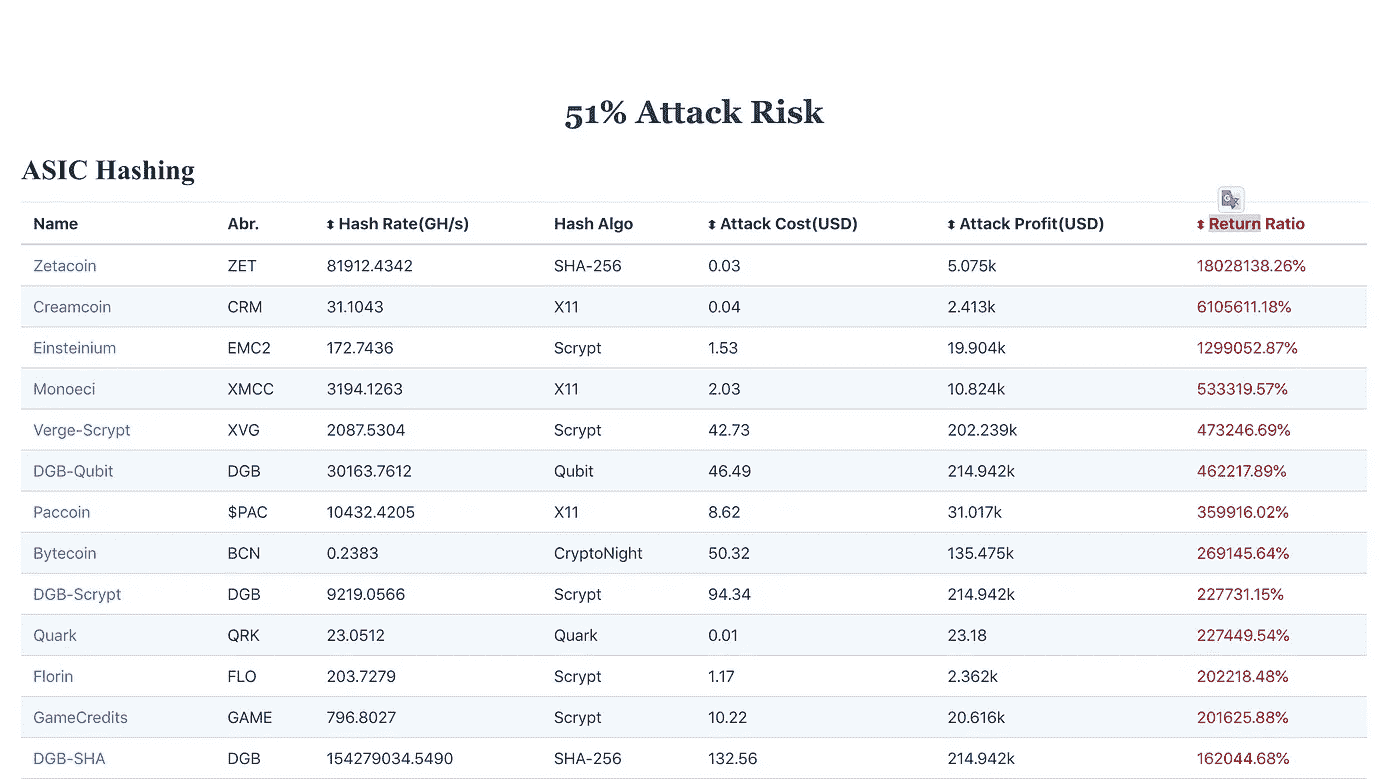 51% Attack Risk
ASIC Hashing
Name Abr. ⬍ Hash Rate(GH/s) Hash Algo ⬍ Attack Cost(USD) ⬍ Attack Profit(USD) ⬍ Return Ratio
Zetacoin ZET 81912.4342 SHA-256 0.03 5.075k 18028138.26%
Creamcoin CRM 31.1043 X11 0.04 2.413k 6105611.18%
Einsteinium EMC2 172.7436 Scrypt 1.53 19.904k 1299052.87%
Monoeci XMCC 3194.1263 X11 2.03 10.824k 533319.57%
Verge-Scrypt XVG 2087.5304 Scrypt 42.73 202.239k 473246.69%
DGB-Qubit DGB 30163.7612 Qubit 46.49 214.942k 462217.89%
Paccoin $PAC 10432.4205 X11 8.62 31.017k 359916.02%
Bytecoin BCN 0.2383 CryptoNight 50.32 135.475k 269145.64%
DGB-Scrypt DGB 9219.0566 Scrypt 94.34 214.942k 227731.15%
Quark QRK 23.0512 Quark 0.01 23.18 227449.54%
Florin FLO 203.7279 Scrypt 1.17 2.362k 202218.48%
GameCredits GAME 796.8027 Scrypt 10.22 20.616k 201625.88%
DGB-SHA DGB 154279034.5490 SHA-256 132.56 214.942k 162044.68%